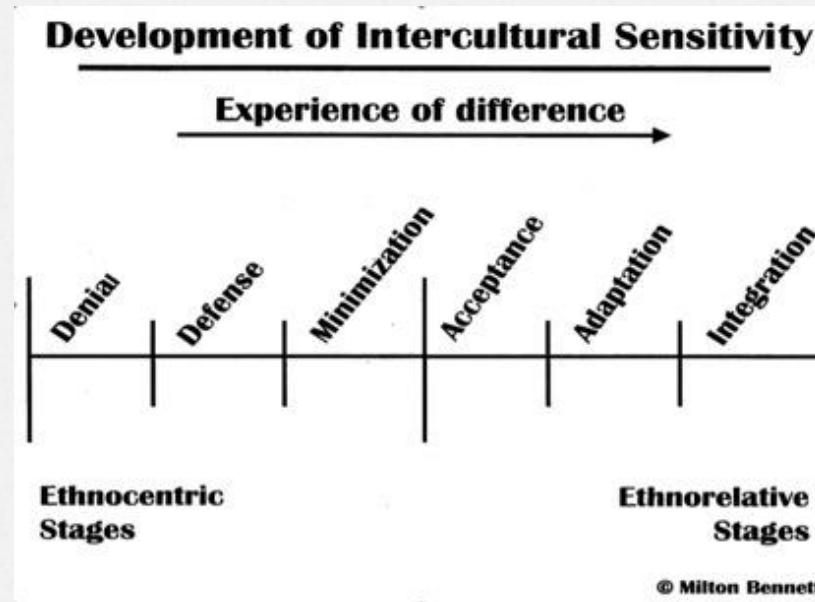 Development of Intercultural Sensitivity
Experience of difference
Denial
Defense
Minimization
Acceptance
Adaptation
Integration
Ethnocentric
Stages
Ethnorelative
Stages
© Milton Bennett